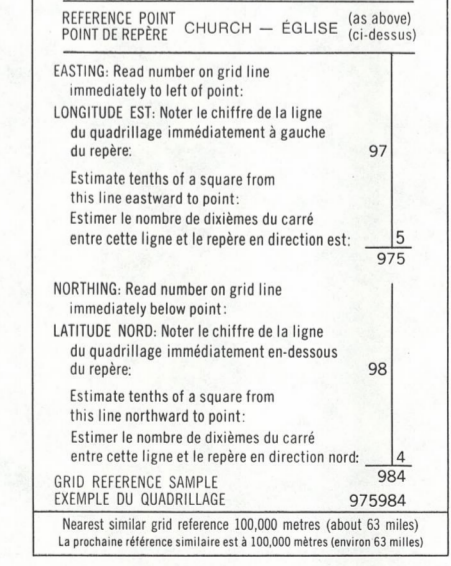 REFERENCE POINT CHURCH — ÉGLISE (as above)
POINT DE REPÈRE (ci-dessus)
EASTING: Read number on grid line
immediately to left of point:
LONGITUDE EST: Noter le chiffre de la ligne
du quadrillage immédiatement à gauche
du repère: 97
Estimate tenths of a square from
this line eastward to point:
Estimer le nombre de dixièmes du carré
entre cette ligne et le repère en direction est: 5
975
NORTHING: Read number on grid line
immediately below point:
LATITUDE NORD: Noter le chiffre de la ligne
du quadrillage immédiatement en-dessous
du repère: 98
Estimate tenths of a square from
this line northward to point:
Estimer le nombre de dixièmes du carré
entre cette ligne et le repère en direction nord: 4
GRID REFERENCE SAMPLE 984
EXEMPLE DU QUADRILLAGE 975984
Nearest similar grid reference 100,000 metres (about 63 miles)
La prochaine référence similaire est à 100,000 mètres (environ 63 milles)